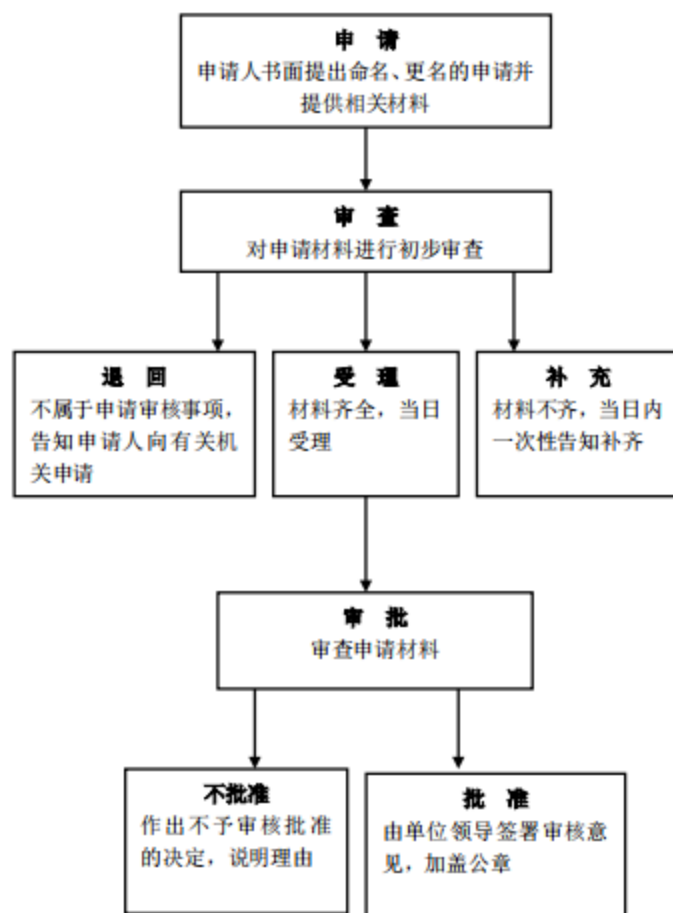 申 请
申请人书面提出命名、更名的申请并
提供相关材料
审 查
对申请材料进行初步审查
退 回
不属于申请审核事项，
告知申请人向有关机
关申请
受 理
材料齐全，当日
受理
补 充
材料不齐，当日内
一次性告知补齐
审 批
审查申请材料
不批准
作出不予审核批准
的决定，说明理由
批 准
由单位领导签署审核意
见，加盖公章